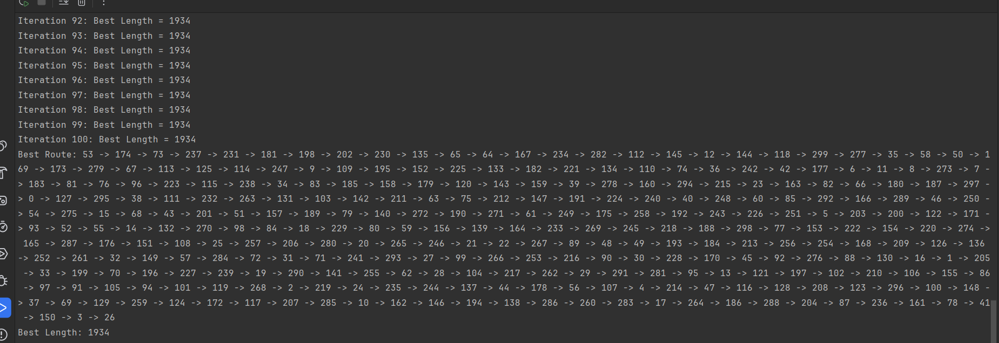 Iteration 92: Best Length = 1934
Iteration 93: Best Length = 1934
Iteration 94: Best Length = 1934
Iteration 95: Best Length = 1934
Iteration 96: Best Length = 1934
Iteration 97: Best Length = 1934
Iteration 98: Best Length = 1934
Iteration 99: Best Length = 1934
Iteration 100: Best Length = 1934
Best Route: 53 -> 174 -> 73 -> 237 -> 231 -> 181 -> 198 -> 202 -> 230 -> 135 -> 65 -> 64 -> 167 -> 234 -> 282 -> 112 -> 145 -> 12 -> 144 -> 118 -> 299 -> 277 -> 35 -> 58 -> 50 -> 1
69 -> 173 -> 279 -> 67 -> 113 -> 125 -> 114 -> 247 -> 9 -> 109 -> 195 -> 152 -> 225 -> 133 -> 182 -> 221 -> 134 -> 110 -> 74 -> 36 -> 242 -> 42 -> 177 -> 6 -> 11 -> 8 -> 273 -> 7 -
> 183 -> 81 -> 76 -> 96 -> 223 -> 115 -> 238 -> 34 -> 83 -> 185 -> 158 -> 179 -> 120 -> 143 -> 159 -> 39 -> 278 -> 160 -> 294 -> 215 -> 23 -> 163 -> 82 -> 66 -> 180 -> 187 -> 297 -
> 0 -> 127 -> 295 -> 38 -> 111 -> 232 -> 263 -> 131 -> 103 -> 142 -> 211 -> 63 -> 75 -> 212 -> 147 -> 191 -> 224 -> 240 -> 40 -> 248 -> 60 -> 85 -> 292 -> 166 -> 289 -> 46 -> 250 -
> 54 -> 275 -> 15 -> 68 -> 43 -> 201 -> 51 -> 157 -> 189 -> 79 -> 140 -> 272 -> 190 -> 271 -> 61 -> 249 -> 175 -> 258 -> 192 -> 243 -> 226 -> 251 -> 5 -> 203 -> 200 -> 122 -> 171 -
> 93 -> 52 -> 55 -> 14 -> 132 -> 270 -> 98 -> 84 -> 18 -> 229 -> 80 -> 59 -> 156 -> 139 -> 164 -> 233 -> 269 -> 245 -> 218 -> 188 -> 298 -> 77 -> 153 -> 222 -> 154 -> 220 -> 274 ->
165 -> 287 -> 176 -> 151 -> 108 -> 25 -> 257 -> 206 -> 280 -> 20 -> 265 -> 246 -> 21 -> 22 -> 267 -> 89 -> 48 -> 49 -> 193 -> 184 -> 213 -> 256 -> 254 -> 168 -> 209 -> 126 -> 136
-> 252 -> 261 -> 32 -> 149 -> 57 -> 284 -> 72 -> 31 -> 71 -> 241 -> 293 -> 27 -> 99 -> 266 -> 253 -> 216 -> 90 -> 30 -> 228 -> 170 -> 45 -> 92 -> 276 -> 88 -> 130 -> 16 -> 1 -> 205
-> 33 -> 199 -> 70 -> 196 -> 227 -> 239 -> 19 -> 290 -> 141 -> 255 -> 62 -> 28 -> 104 -> 217 -> 262 -> 29 -> 291 -> 281 -> 95 -> 13 -> 121 -> 197 -> 102 -> 210 -> 106 -> 155 -> 86
-> 97 -> 91 -> 105 -> 94 -> 101 -> 119 -> 268 -> 2 -> 219 -> 24 -> 235 -> 244 -> 137 -> 44 -> 178 -> 56 -> 107 -> 4 -> 214 -> 47 -> 116 -> 128 -> 208 -> 123 -> 296 -> 100 -> 148 -
> 37 -> 69 -> 129 -> 259 -> 124 -> 172 -> 117 -> 207 -> 285 -> 10 -> 162 -> 146 -> 194 -> 138 -> 286 -> 260 -> 283 -> 17 -> 264 -> 186 -> 288 -> 204 -> 87 -> 236 -> 161 -> 78 -> 41
-> 150 -> 3 -> 26
Best Length: 1934